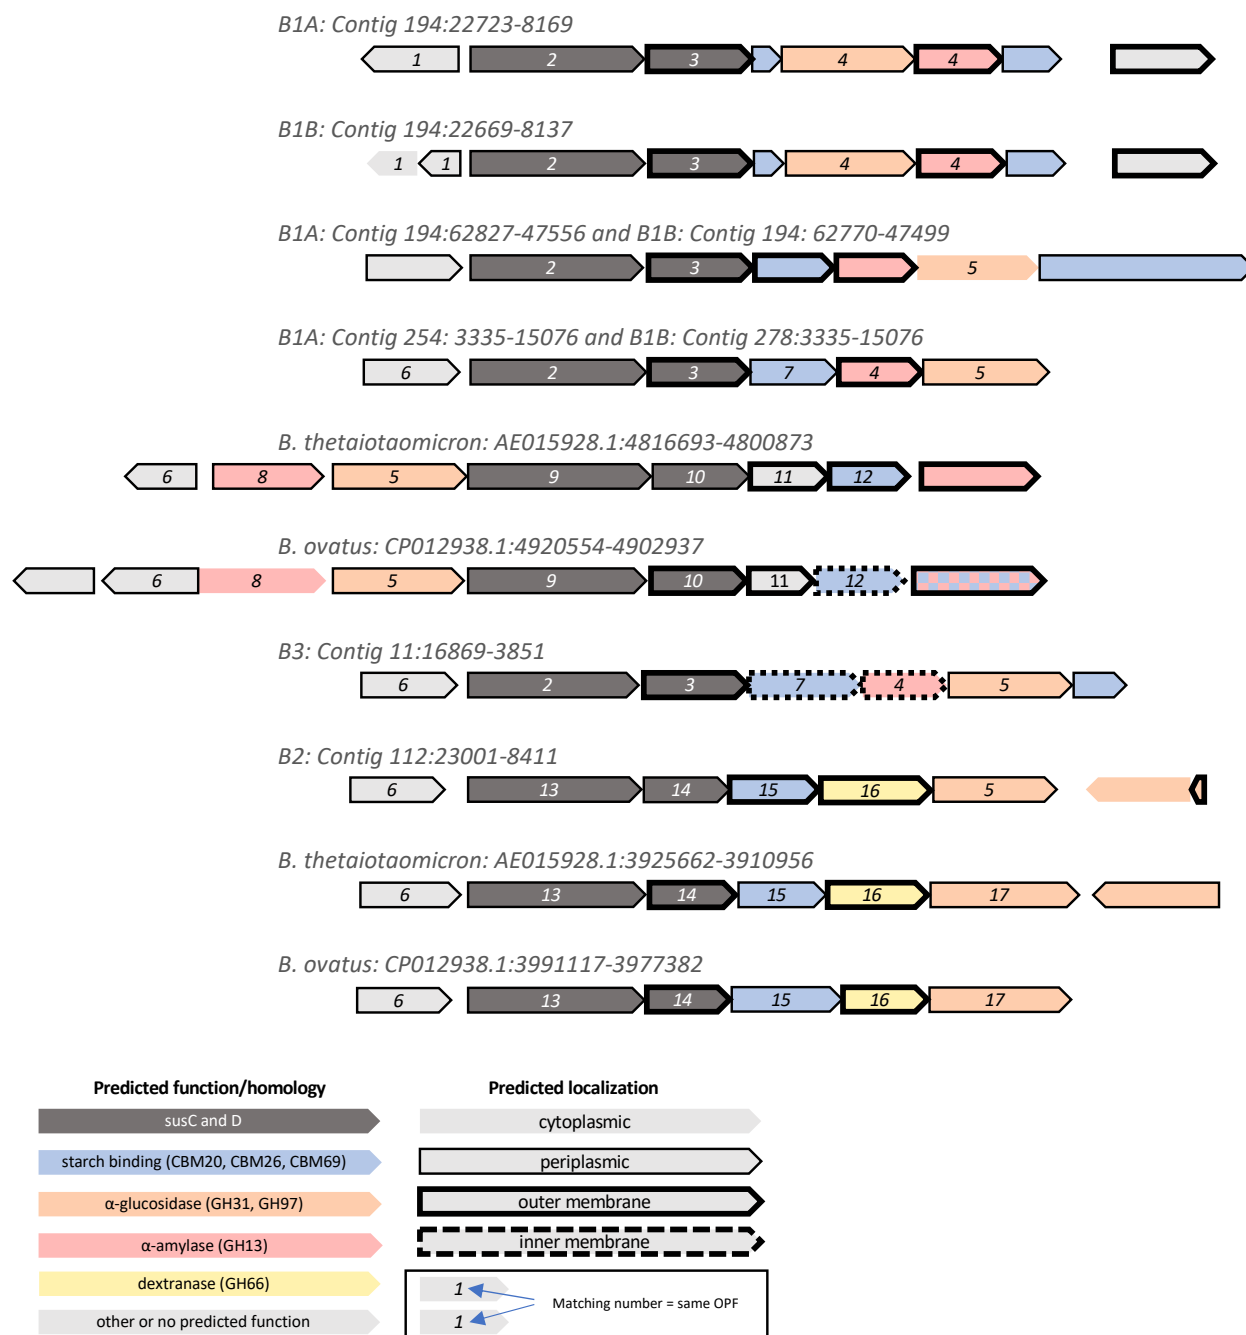 B1A: Contig 194:22723-8169
1 2 3 4 4
B1B: Contig 194:22669-8137
1 1 2 3 4 4
B1A: Contig 194:62827-47556 and B1B: Contig 194: 62770-47499
2 3 5
B1A: Contig 254: 3335-15076 and B1B: Contig 278:3335-15076
6 2 3 7 4 5
B. thetaiotaomicron: AE015928.1:4816693-4800873
6 8 5 9 10 11 12
B. ovatus: CP012938.1:4920554-4902937
6 8 5 9 10 11 12
B3: Contig 11:16869-3851
6 2 3 7 4 5
B2: Contig 112:23001-8411
6 13 14 15 16 5
B. thetaiotaomicron: AE015928.1:3925662-3910956
6 13 14 15 16 17
B. ovatus: CP012938.1:3991117-3977382
6 13 14 15 16 17
Predicted function/homology
susC and D
starch binding (CBM20, CBM26, CBM69)
α-glucosidase (GH31, GH97)
α-amylase (GH13)
dextranase (GH66)
other or no predicted function
Predicted localization
cytoplasmic
periplasmic
outer membrane
inner membrane
1
Matching number = same OPF
1